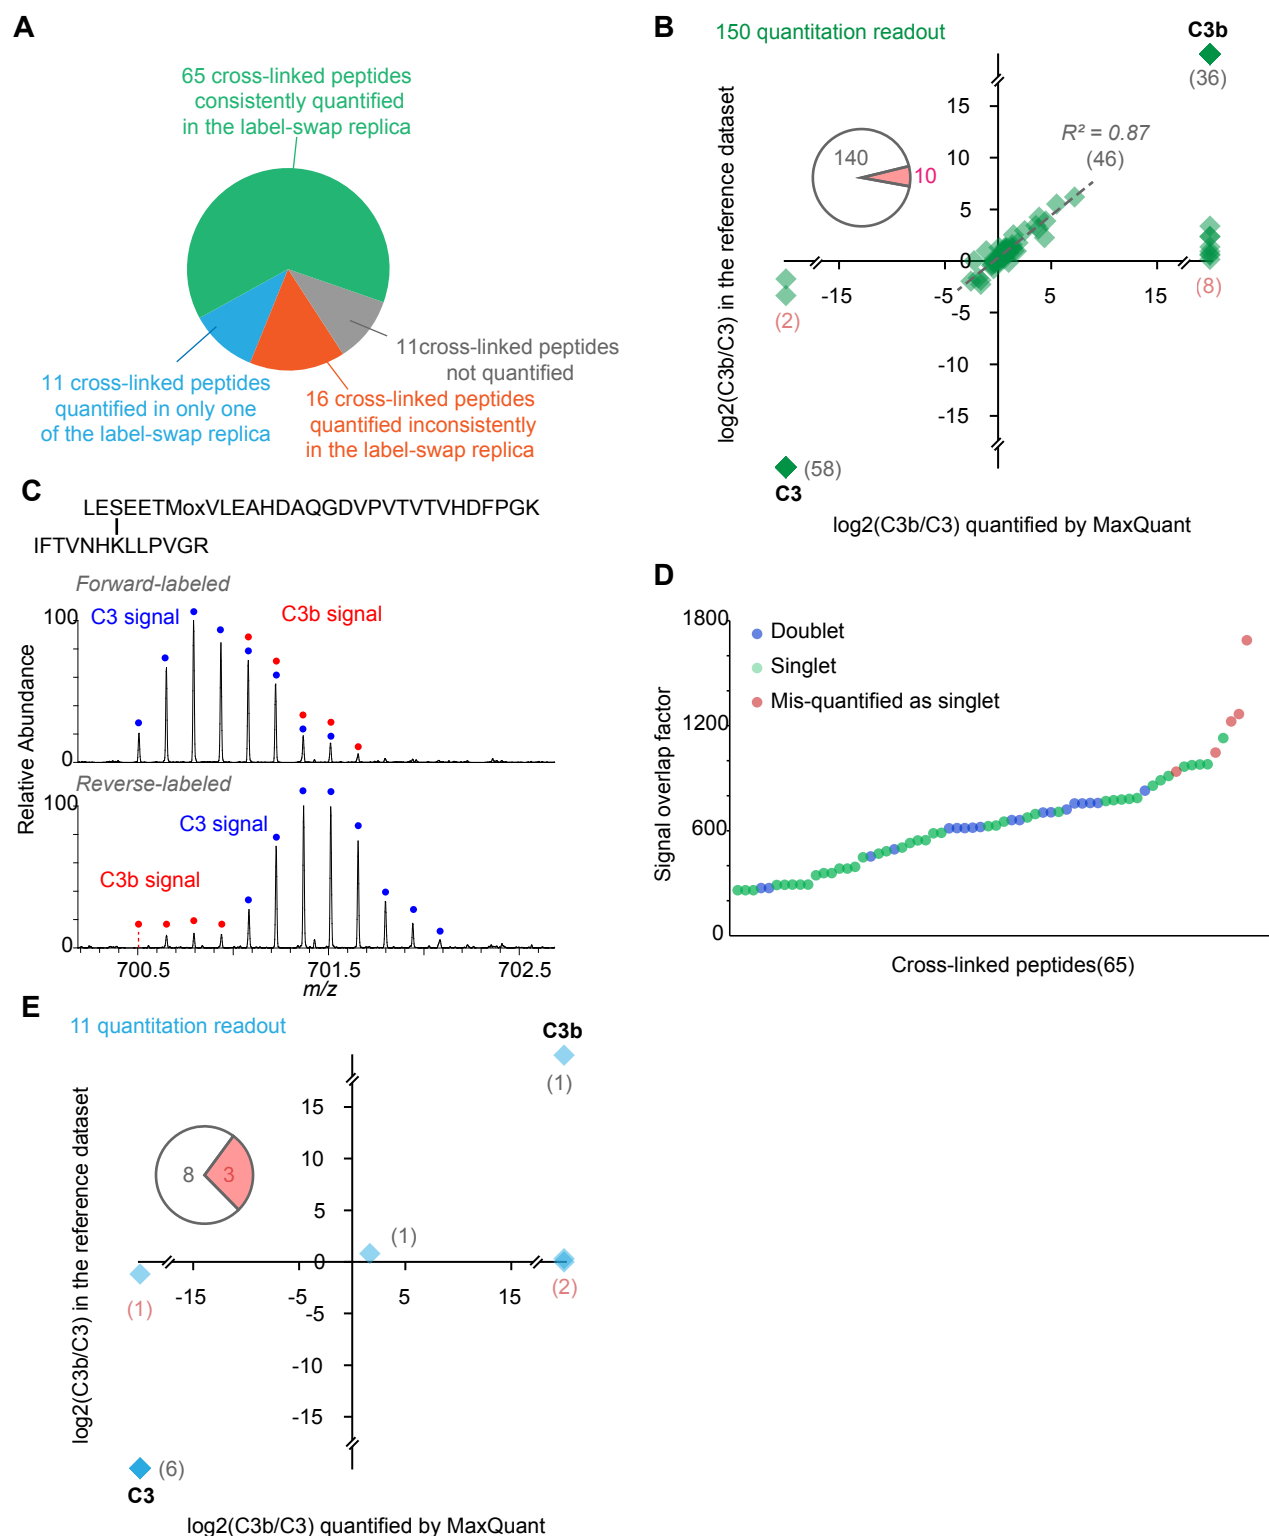 A
65 cross-linked peptides
consistently quantified
in the label-swap replica
11cross-linked peptides
not quantified
11 cross-linked peptides
quantified in only one
of the label-swap replica
16 cross-linked peptides
quantified inconsistently
in the label-swap replica
B
150 quantitation readout
C3b
(36)
log2(C3b/C3) in the reference dataset
15
10
5
0
-5
-10
-15
-15
-5
5
15
140
10
R² = 0.87
(46)
(8)
(2)
(58)
C3
log2(C3b/C3) quantified by MaxQuant
C
LESEETMoxVLEAHDAQGDVPVTVTVHDFPGK
IFTVNHKLLPVGR
Forward-labeled
100
C3 signal
C3b signal
0
Relative Abundance
Reverse-labeled
100
C3 signal
C3b signal
0
700.5
701.5
702.5
m/z
D
1800
1200
600
0
Signal overlap factor
Doublet
Singlet
Mis-quantified as singlet
Cross-linked peptides(65)
E
11 quantitation readout
C3b
(1)
log2(C3b/C3) in the reference dataset
15
10
5
0
-5
-10
-15
-15
-5
5
15
8
3
(1)
(2)
(1)
(6)
C3
log2(C3b/C3) quantified by MaxQuant